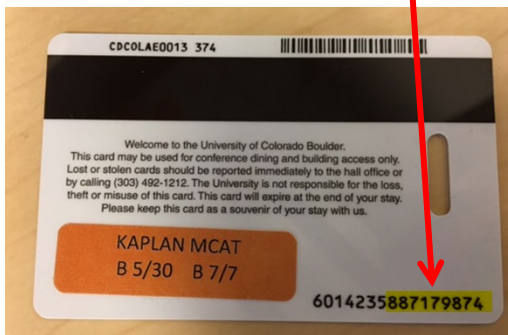 CDCOLAE0013 374
Welcome to the University of Colorado Boulder.
This card may be used for conference dining and building access only.
Lost or stolen cards should be reported immediately to the hall office or
by calling (303) 492-1212. The University is not responsible for the loss,
theft or misuse of this card. This card will expire at the end of your stay.
Please keep this card as a souvenir of your stay with us.
KAPLAN MCAT
B 5/30 B 7/7
6014235887179874